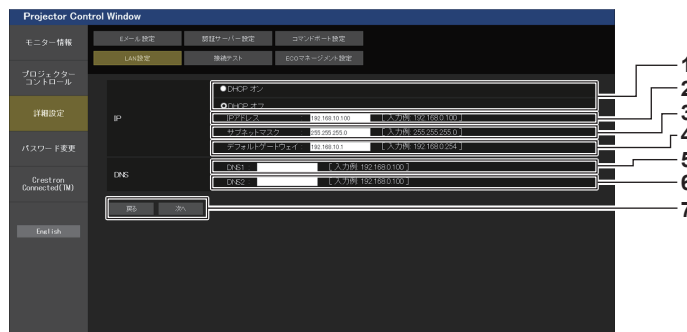 Projector Control Window
モニター情報
Eメール設定 認証サーバー設定 コマンドポート設定
LAN設定 接続テスト ECOマネージメント設定
プロジェクター
コントロール
詳細設定
パスワード変更
Crestron
Connected(TM)
English
IP
DHCP オン
DHCP オフ
IPアドレス 192.168.10.100 [ 入力例: 192.168.0.100 ]
サブネットマスク 255.255.255.0 [ 入力例: 255.255.255.0 ]
デフォルトゲートウェイ 192.168.10.1 [ 入力例: 192.168.0.254 ]
DNS
DNS1 [ 入力例: 192.168.0.100 ]
DNS2 [ 入力例: 192.168.0.100 ]
戻る 次へ
1
2
3
4
5
6
7